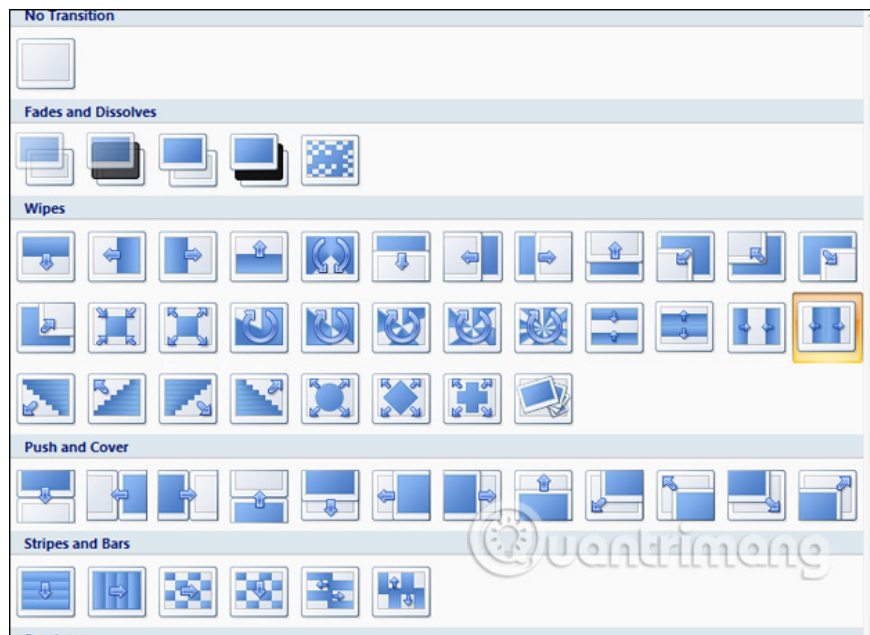 No Transition
Fades and Dissolves
Wipes
Push and Cover
Quantrimang
Stripes and Bars